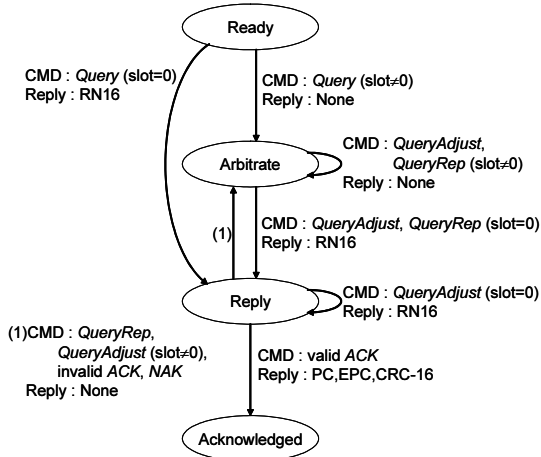 Ready
CMD : Query (slot=0)
Reply : RN16
CMD : Query (slot≠0)
Reply : None
Arbitrate
CMD : QueryAdjust,
QueryRep (slot≠0)
Reply : None
(1)
CMD : QueryAdjust, QueryRep (slot=0)
Reply : RN16
Reply
CMD : QueryAdjust (slot=0)
Reply : RN16
(1)CMD : QueryRep,
QueryAdjust (slot≠0),
invalid ACK, NAK
Reply : None
CMD : valid ACK
Reply : PC,EPC,CRC-16
Acknowledged